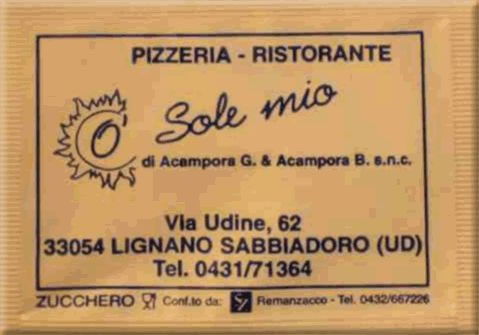 PIZZERIA - RISTORANTE
O' Sole mio
di Acampora G. & Acampora B. s.n.c.
Via Udine, 62
33054 LIGNANO SABBIADORO (UD)
Tel. 0431/71364
ZUCCHERO Conf.to da: Remanzacco - Tel. 0432/667226